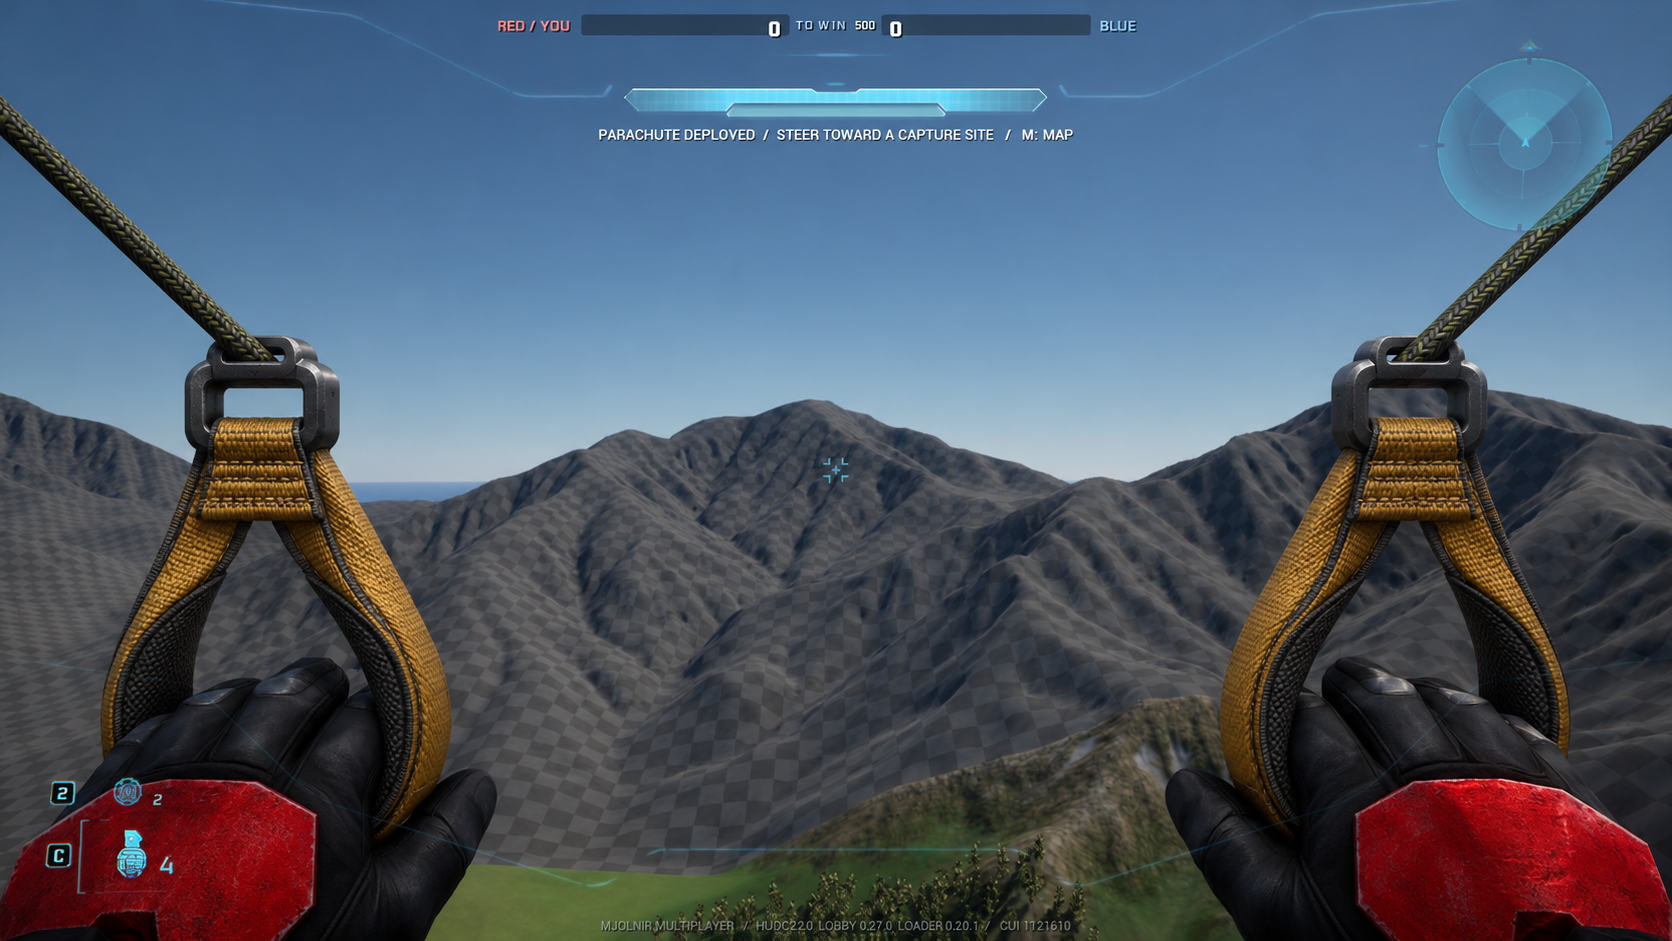 RED / YOU 0 TO WIN 500 0 BLUE
PARACHUTE DEPLOVED / STEER TOWARD A CAPTURE SITE / M: MAP
2 2
C 4
MJOLNIR MULTIPLAYER / HUDC22.0 LOBBY 0.27.0 LOADER 0.20.1 / CUI 1121610